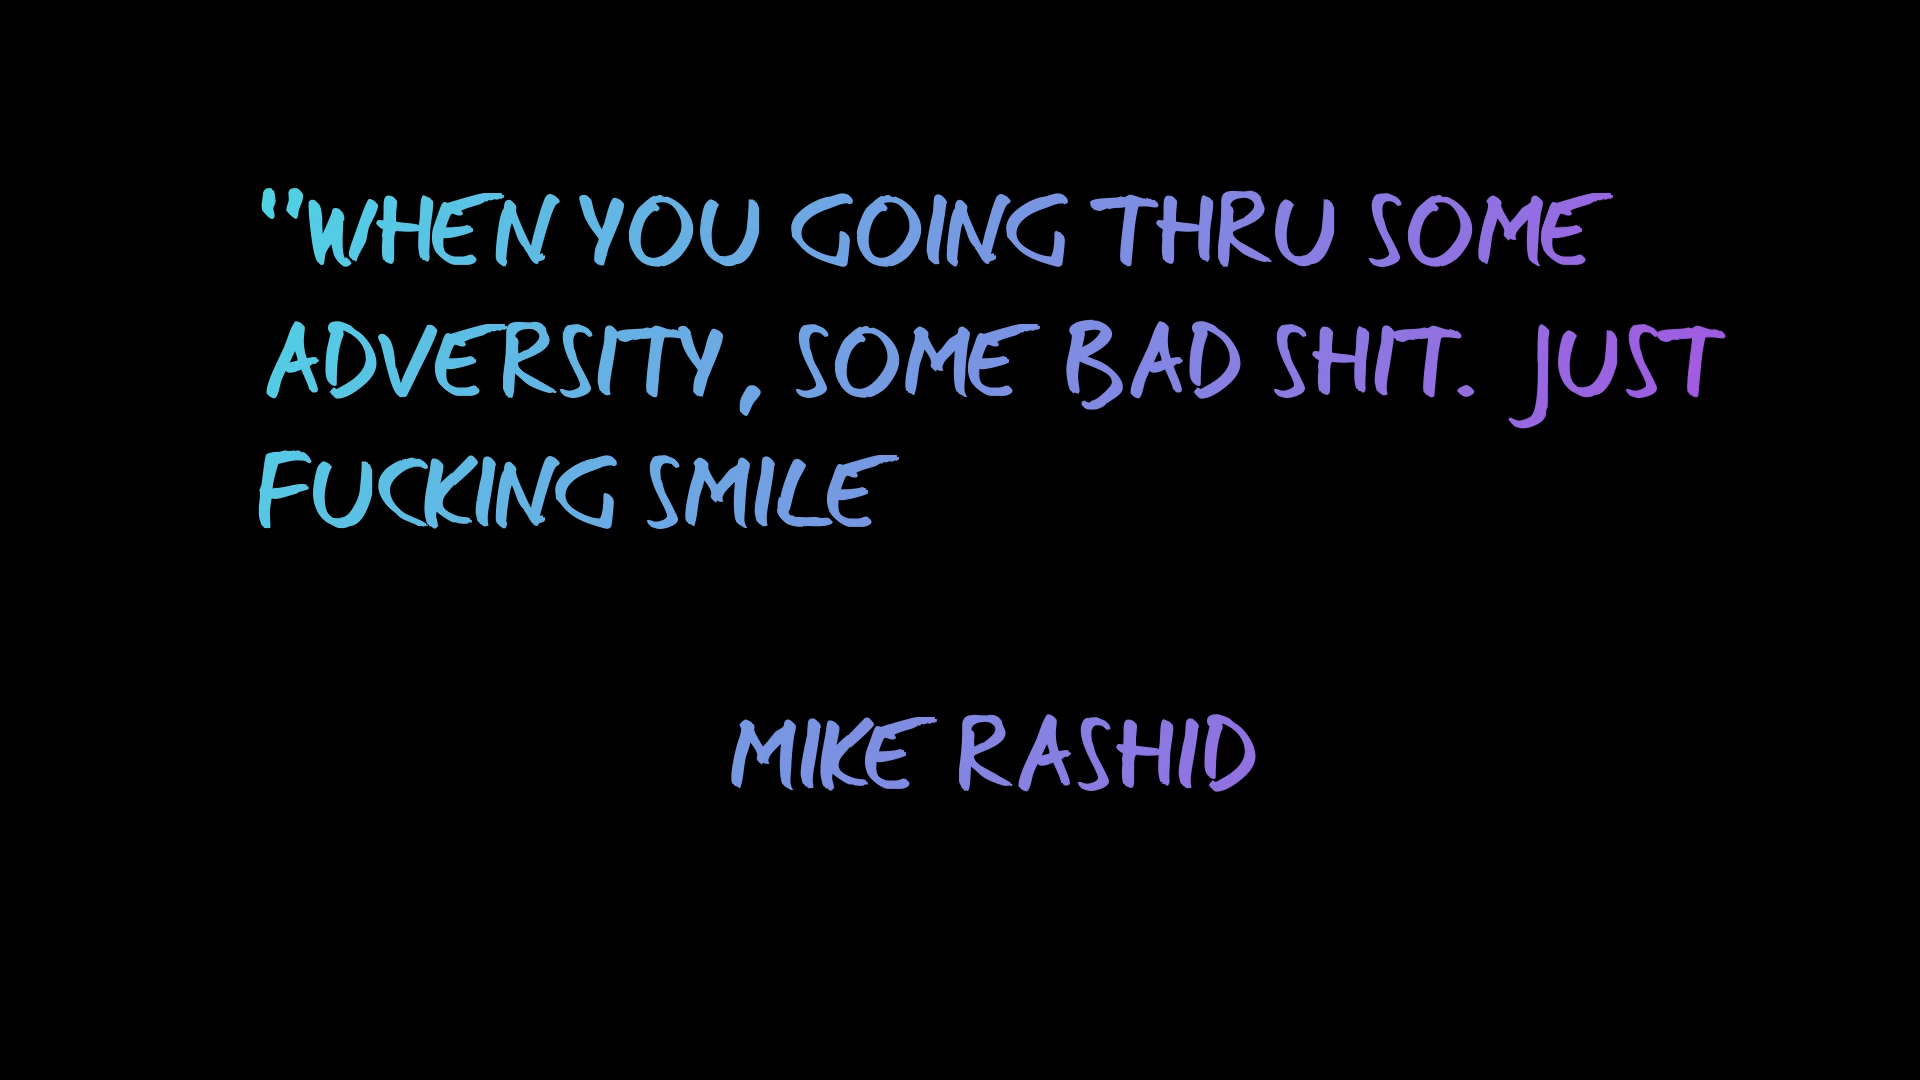 "WHEN YOU GOING THRU SOME
ADVERSITY, SOME BAD SHIT. JUST
FUCKING SMILE
MIKE RASHID